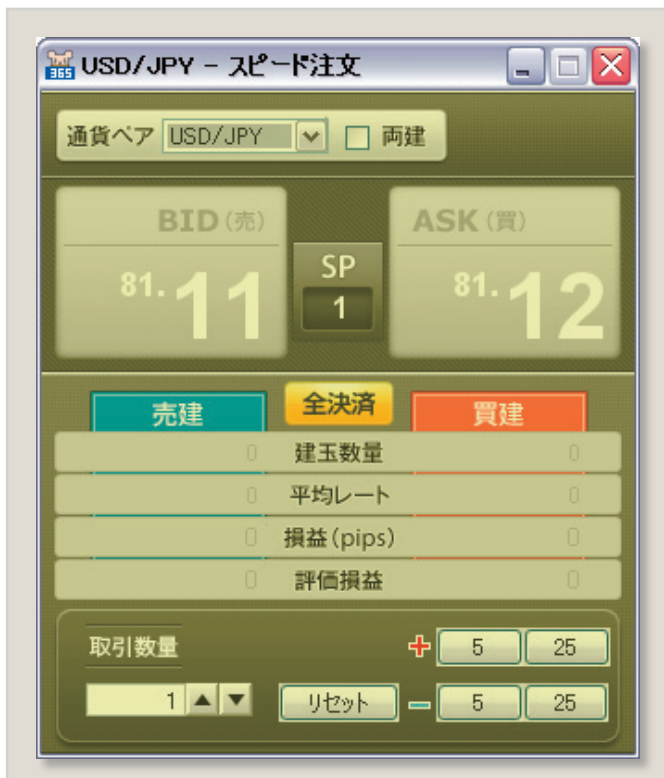 365 USD/JPY - スピード注文
通貨ペア USD/JPY 両建
BID (売) ASK (買)
SP
81.11 1 81.12
売建 全決済 買建
0 建玉数量 0
0 平均レート 0
0 損益(pips) 0
0 評価損益 0
取引数量 + 5 25
1 リセット - 5 25